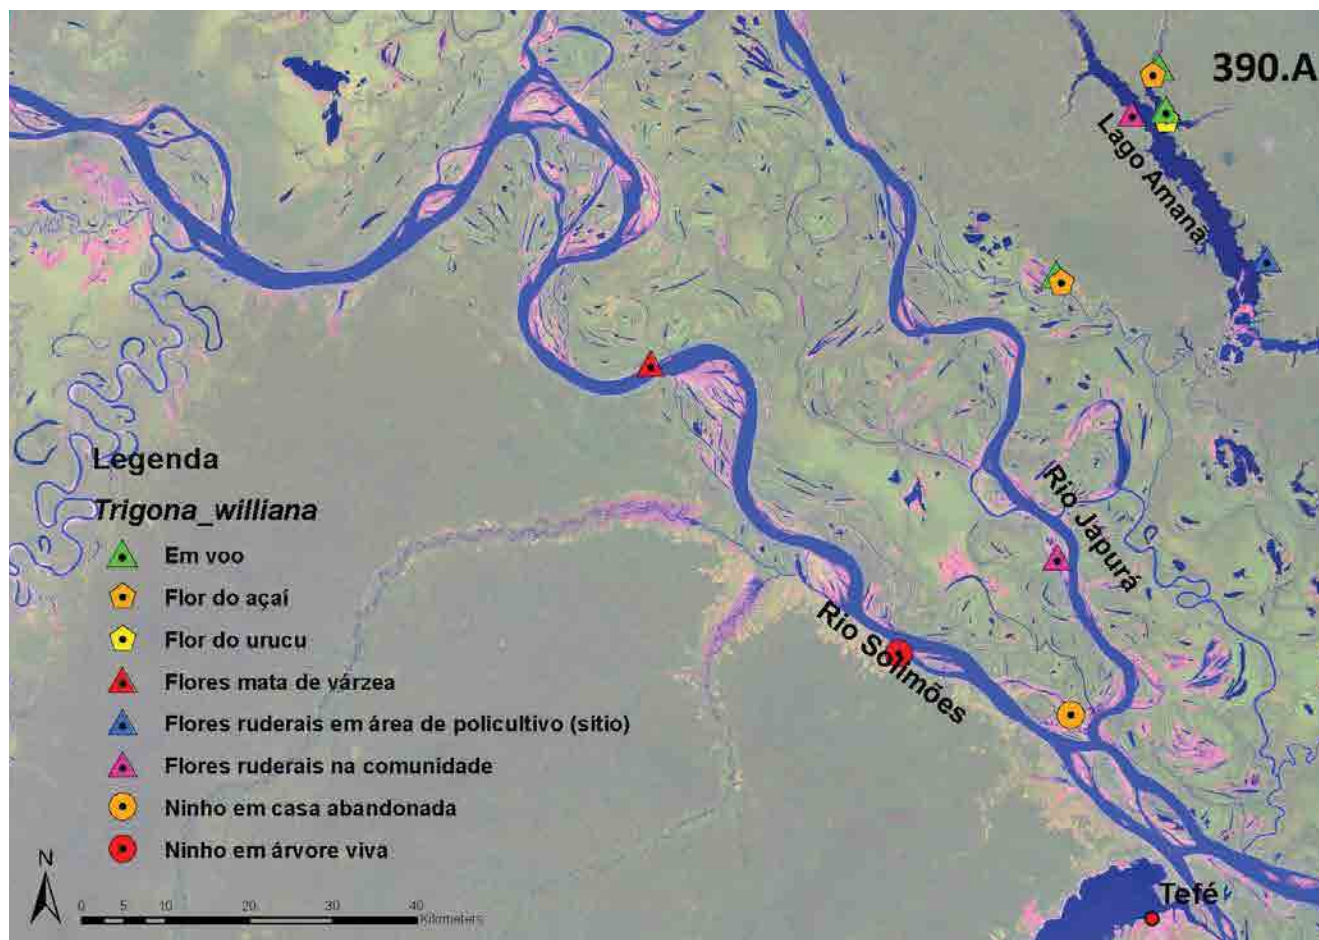 390.A
Lago Amanã
Rio Japurá
Rio Solimões
Legenda
Trigona_williana
Em voo
Flor do açaí
Flor do urucu
Flores mata de várzea
Flores ruderais em área de policultivo (sitio)
Flores ruderais na comunidade
Ninho em casa abandonada
Ninho em árvore viva
N
0 5 10 20 30 40
Kilometers
Tefé